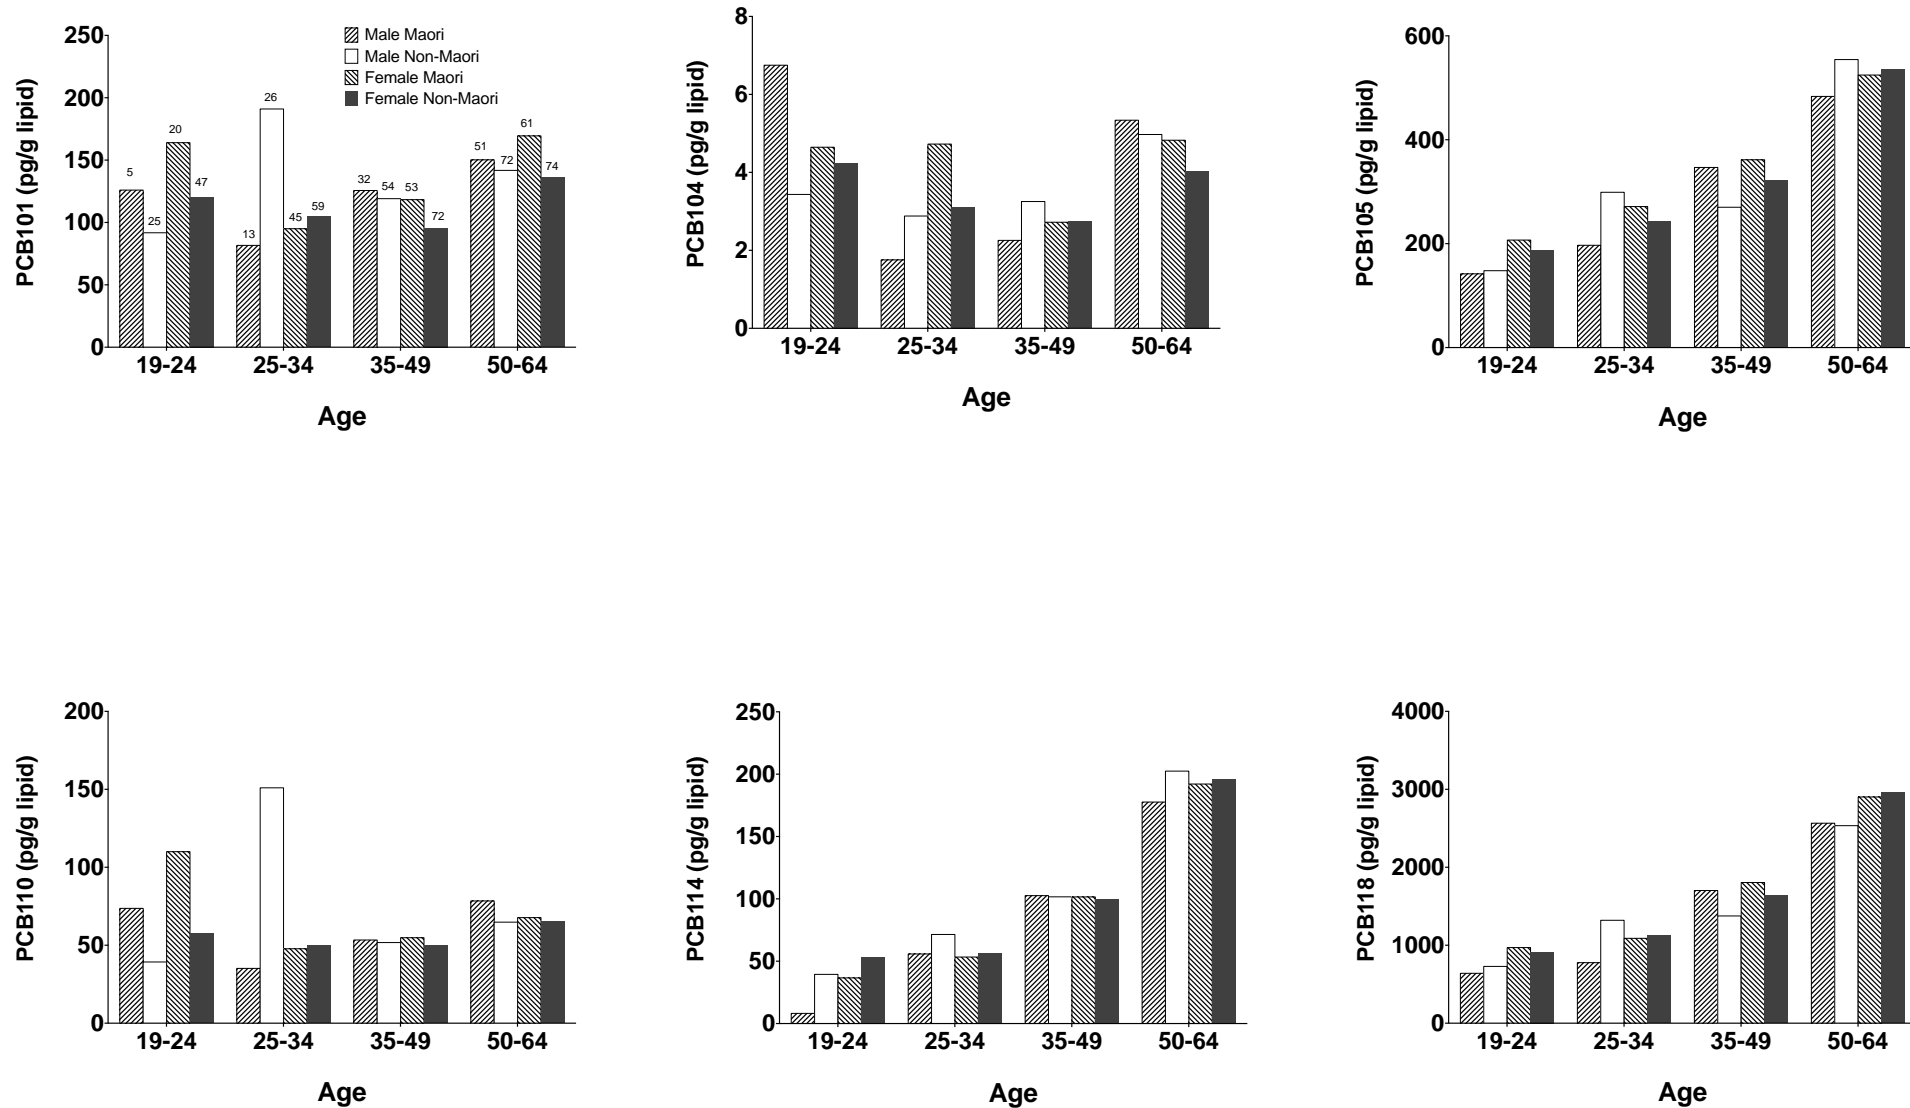 250
200
150
100
50
0
PCB101 (pg/g lipid)
Male Maori
Male Non-Maori
Female Maori
Female Non-Maori
5
25
20
47
13
26
45
59
32
54
53
72
51
72
61
74
19-24 25-34 35-49 50-64
Age
8
6
4
2
0
PCB104 (pg/g lipid)
19-24 25-34 35-49 50-64
Age
600
400
200
0
PCB105 (pg/g lipid)
19-24 25-34 35-49 50-64
Age
200
150
100
50
0
PCB110 (pg/g lipid)
19-24 25-34 35-49 50-64
Age
250
200
150
100
50
0
PCB114 (pg/g lipid)
19-24 25-34 35-49 50-64
Age
4000
3000
2000
1000
0
PCB118 (pg/g lipid)
19-24 25-34 35-49 50-64
Age